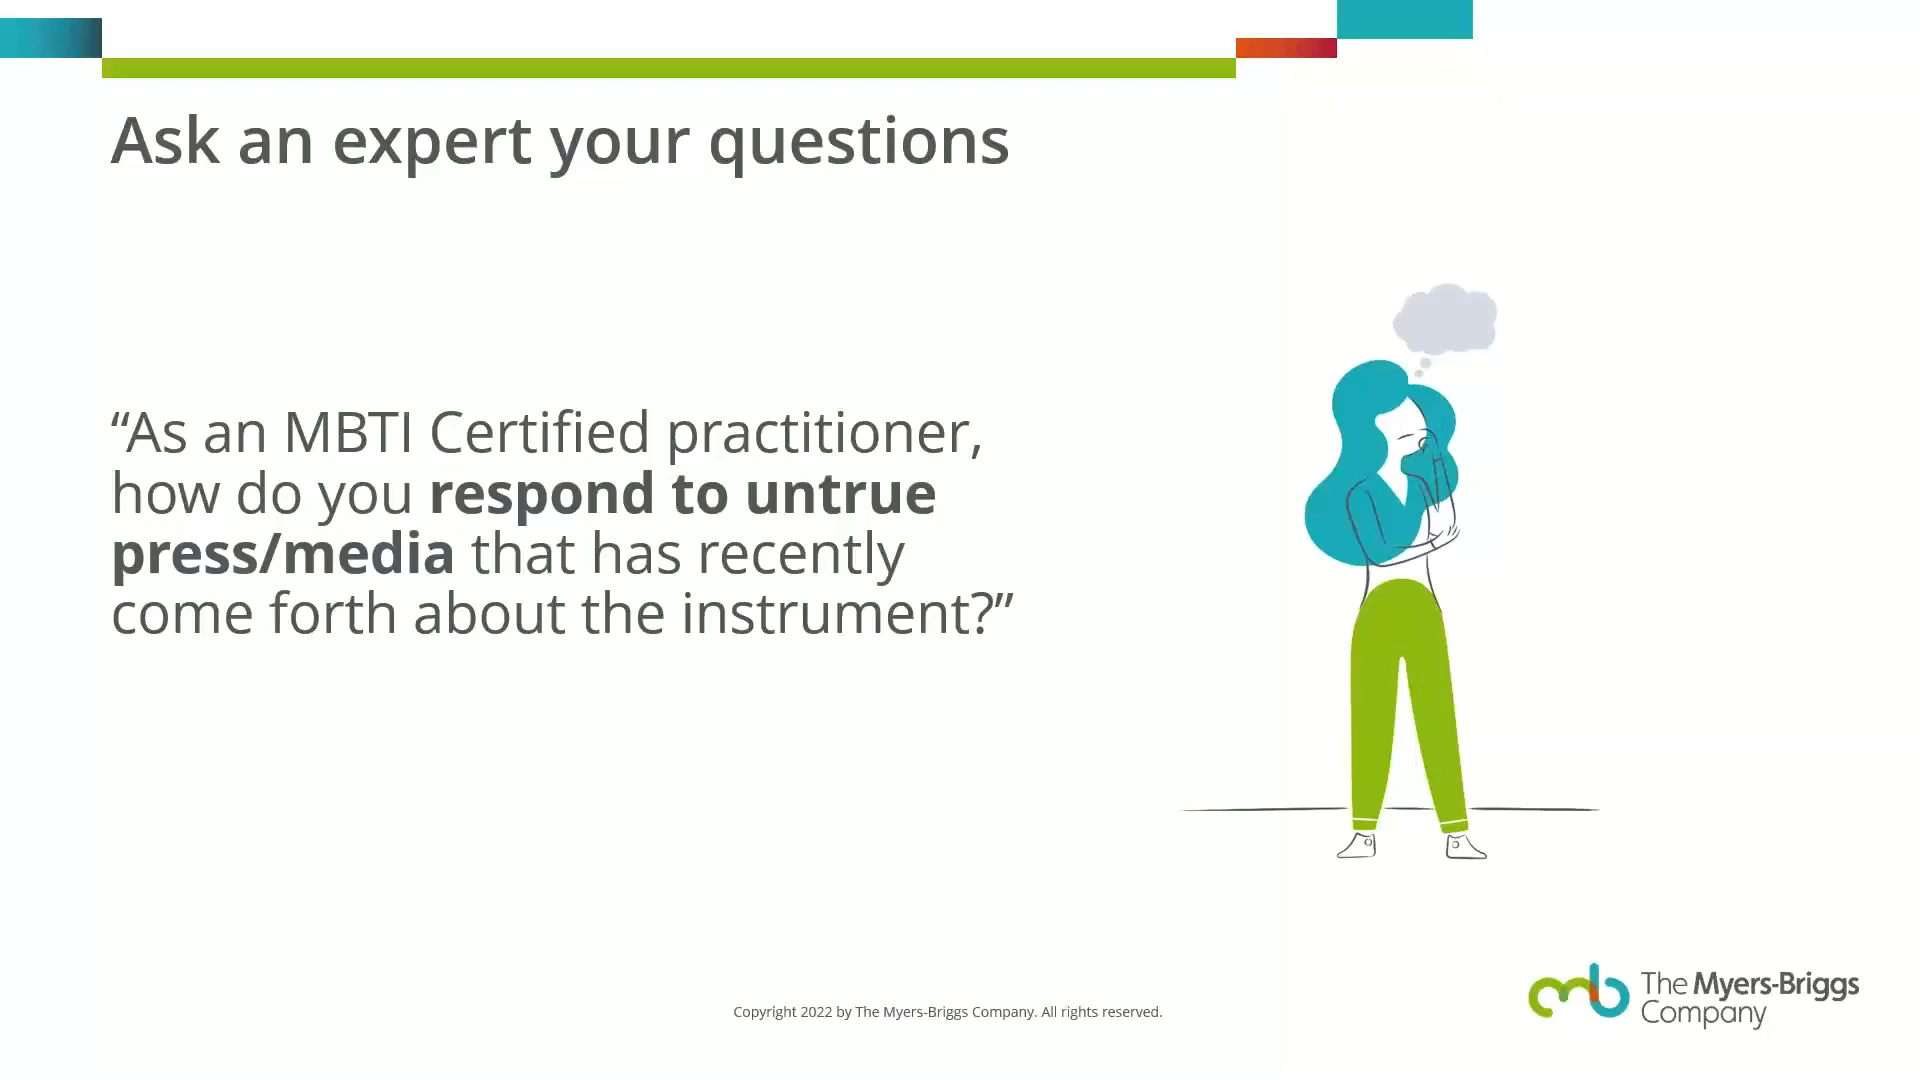 Ask an expert your questions
“As an MBTI Certified practitioner,
how do you respond to untrue
press/media that has recently
come forth about the instrument?”
Copyright 2022 by The Myers-Briggs Company. All rights reserved.
mb
The Myers-Briggs
Company